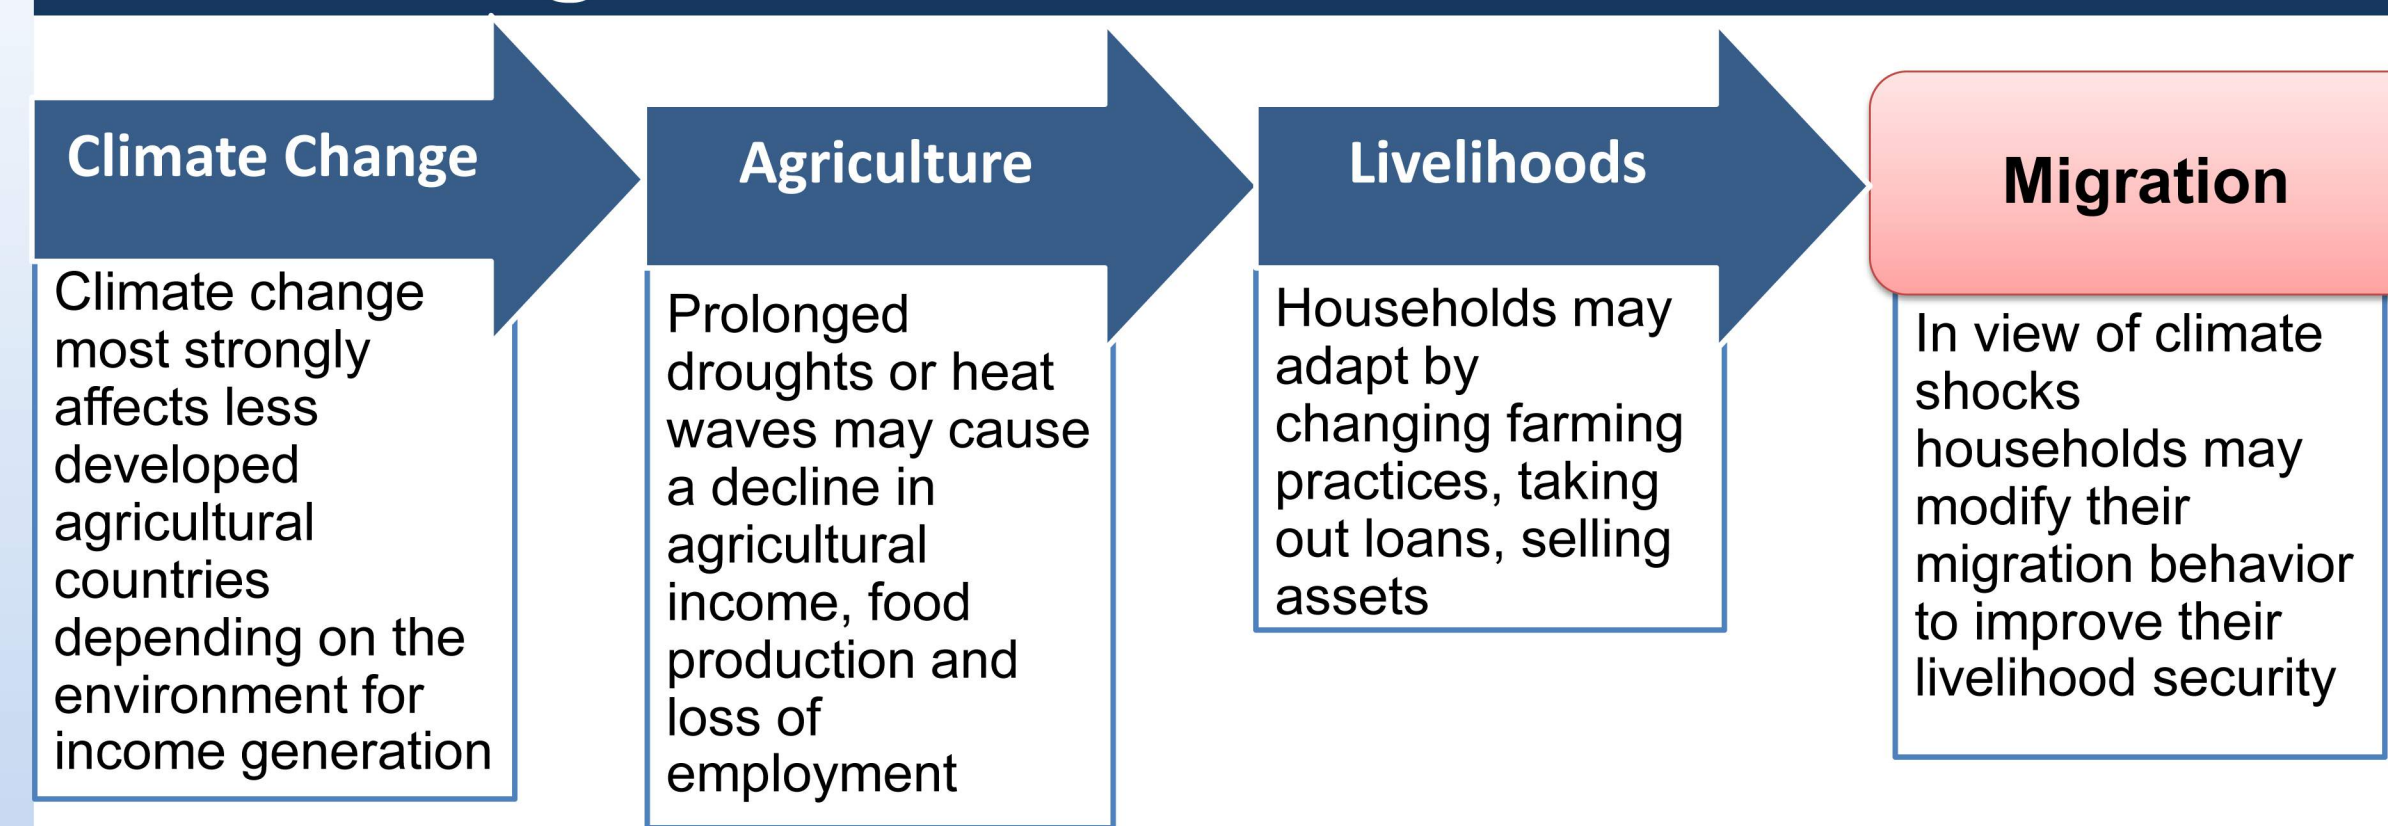 Climate Change
Climate change
most strongly
affects less
developed
agricultural
countries
depending on the
environment for
income generation
Agriculture
Prolonged
droughts or heat
waves may cause
a decline in
agricultural
income, food
production and
loss of
employment
Livelihoods
Households may
adapt by
changing farming
practices, taking
out loans, selling
assets
Migration
In view of climate
shocks
households may
modify their
migration behavior
to improve their
livelihood security